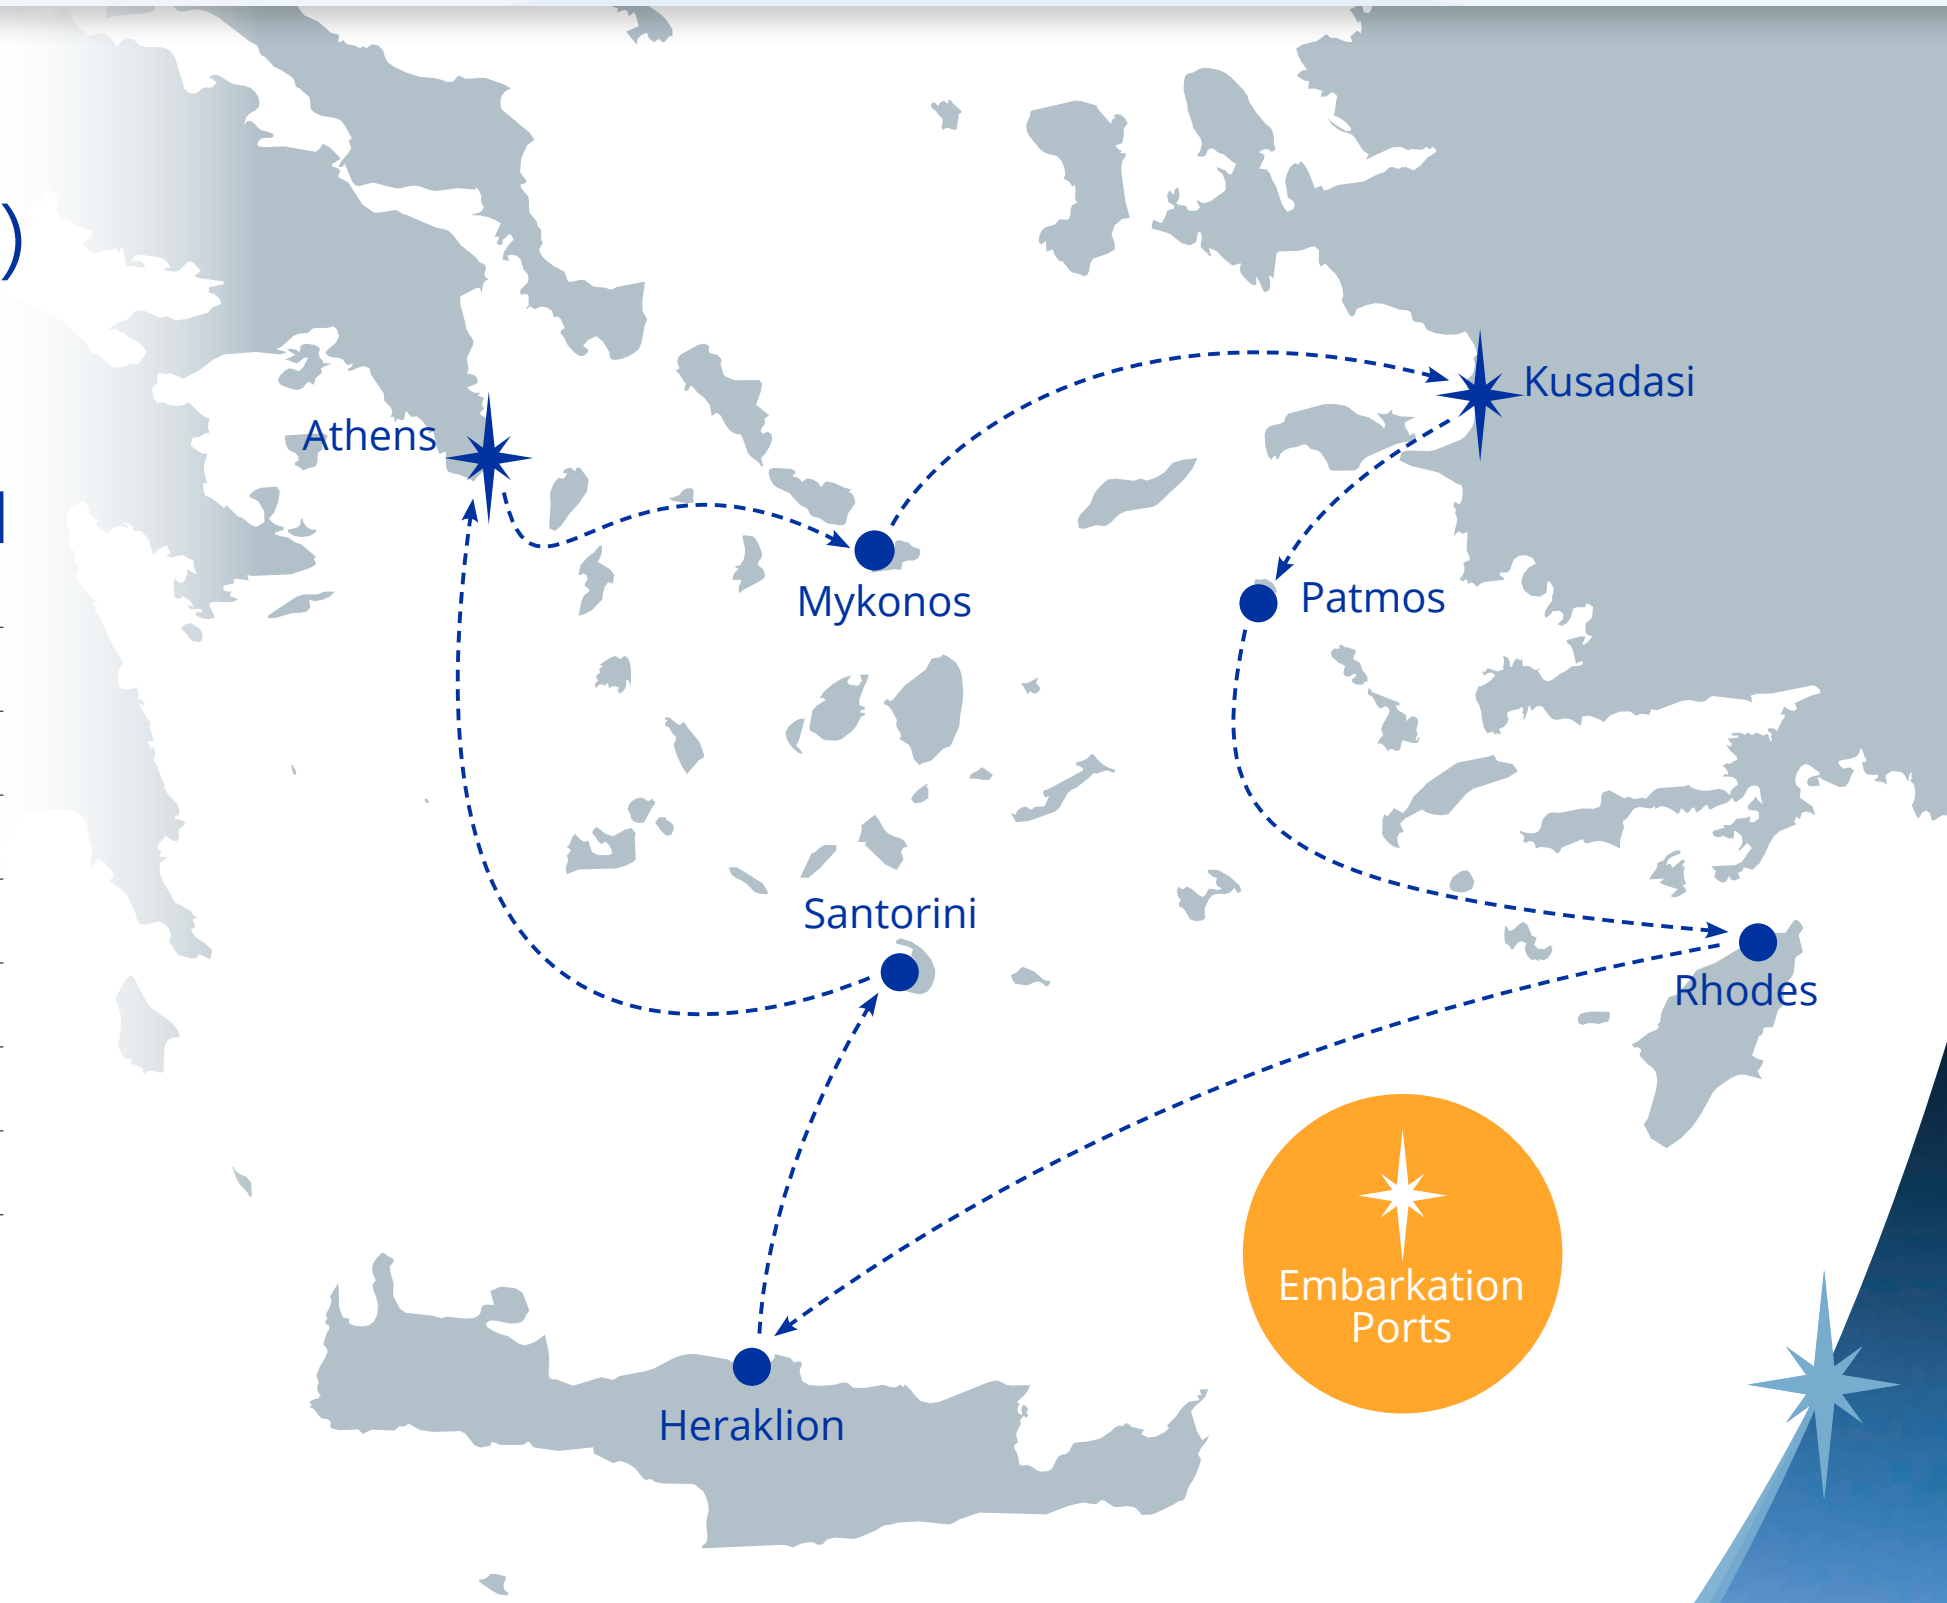 )
Kusadasi
Athens
Patmos
Mykonos
Santorini
Rhodes
Embarkation
Ports
Heraklion